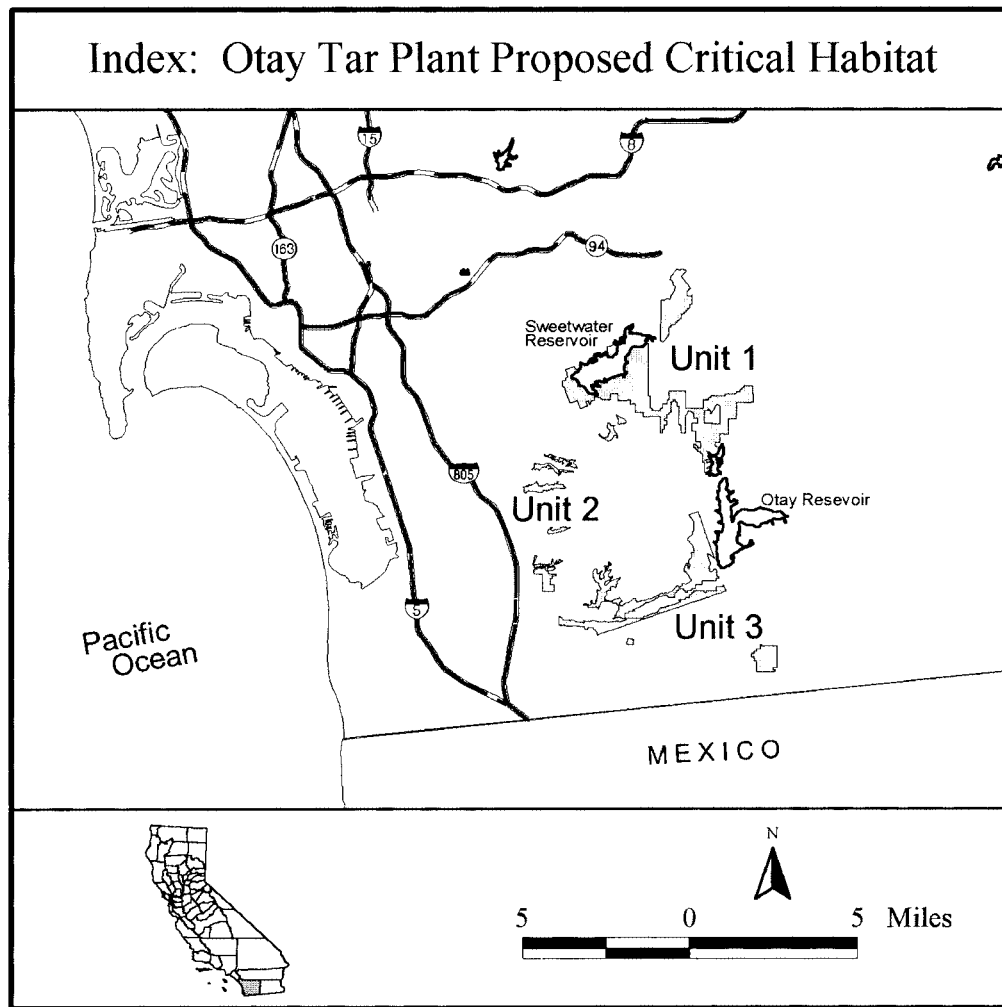 Index: Otay Tar Plant Proposed Critical Habitat
15
8
163
94
Sweetwater
Reservoir
Unit 1
805
Unit 2
Otay Resevoir
5
Unit 3
Pacific
Ocean
MEXICO
N
5 0 5 Miles